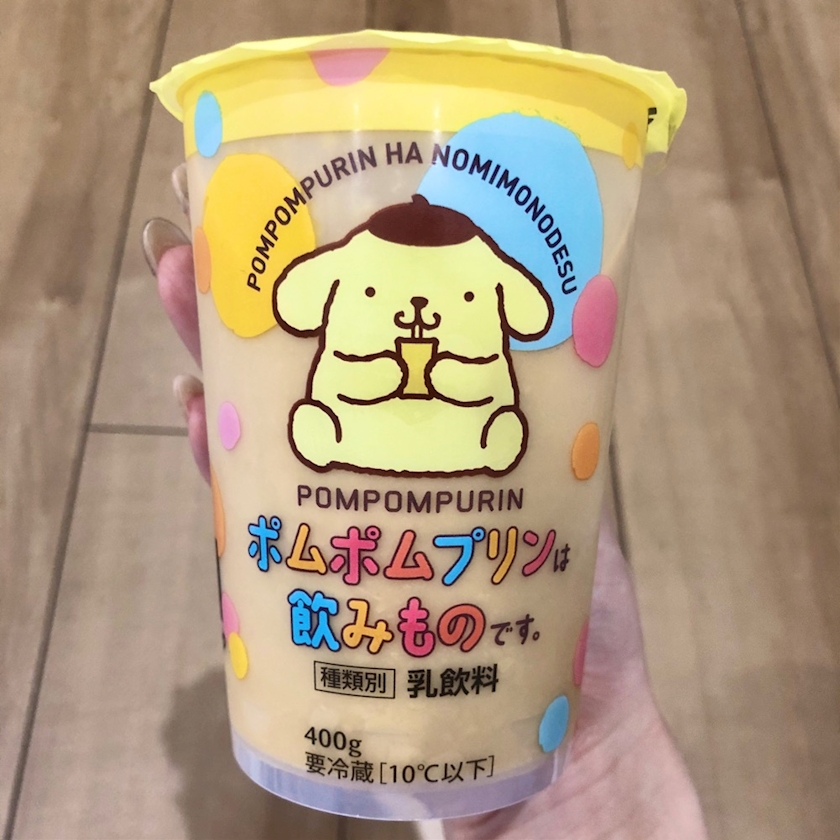 POMPOMPURIN HA NOMIMONODESU
POMPOMPURIN
ポムポムプリンは
飲みものです。
種類別 乳飲料
400g
要冷蔵[10℃以下]